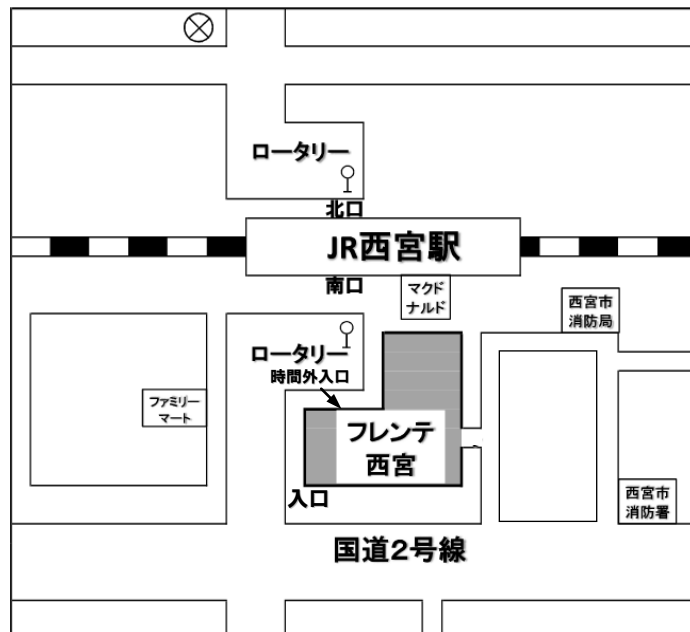 ロータリー
北口
JR西宮駅
南口
マクド
ナルド
西宮市
消防局
ロータリー
時間外入口
ファミリー
マート
フレンテ
西宮
入口
西宮市
消防署
国道2号線